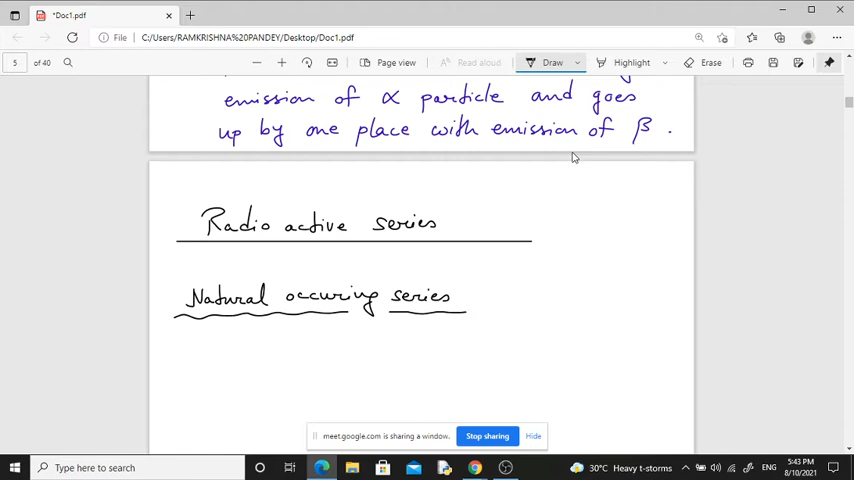 *Doc1.pdf
File C:/Users/RAMKRISHNA%20PANDEY/Desktop/Doc1.pdf
5 of 40 Page view Read aloud Draw Highlight Erase
emission of α particle and goes
up by one place with emission of β.
Radio active series
Natural occuring series
meet.google.com is sharing a window. Stop sharing Hide
Type here to search 30°C Heavy t-storms ENG 5:43 PM
8/10/2021